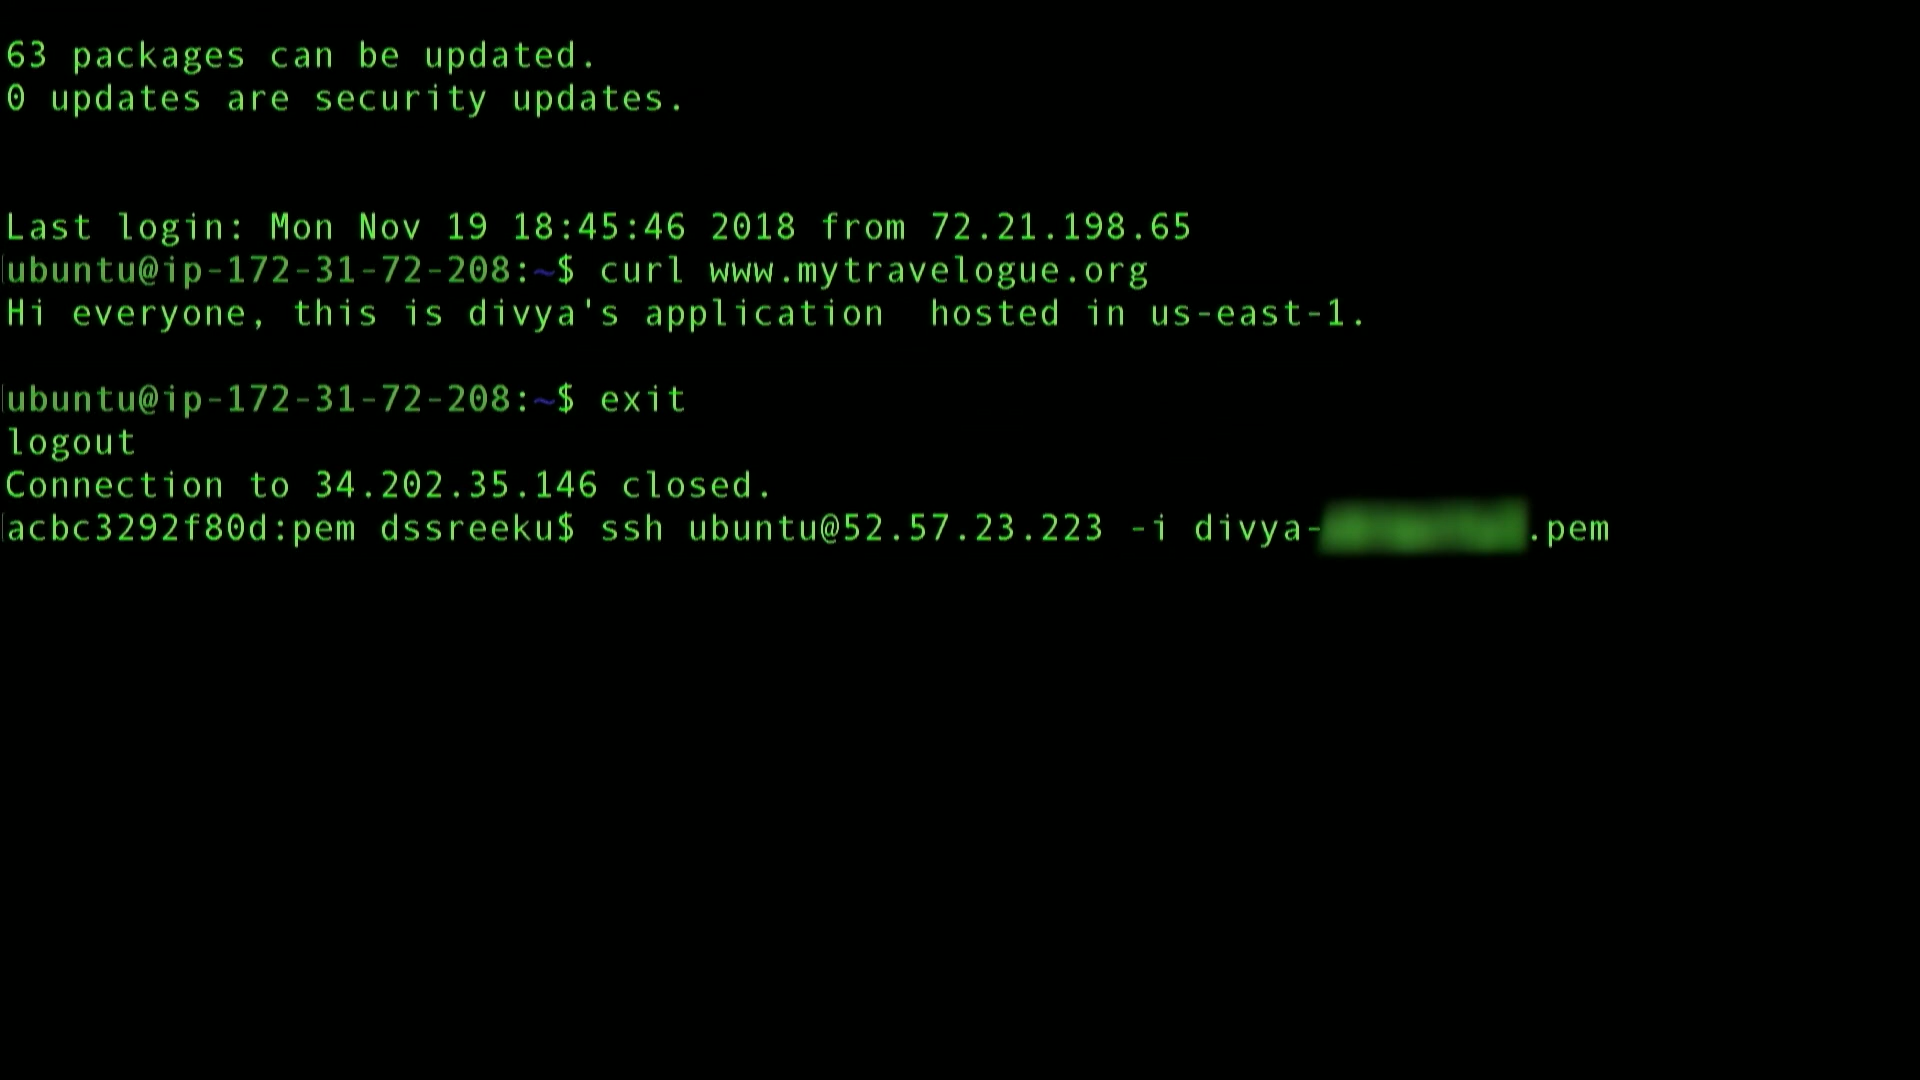 63 packages can be updated.
0 updates are security updates.
Last login: Mon Nov 19 18:45:46 2018 from 72.21.198.65
ubuntu@ip-172-31-72-208:~$ curl www.mytravelogue.org
Hi everyone, this is divya's application  hosted in us-east-1.
ubuntu@ip-172-31-72-208:~$ exit
logout
Connection to 34.202.35.146 closed.
acbc3292f80d:pem dssreeku$ ssh ubuntu@52.57.23.223 -i divya-.pem